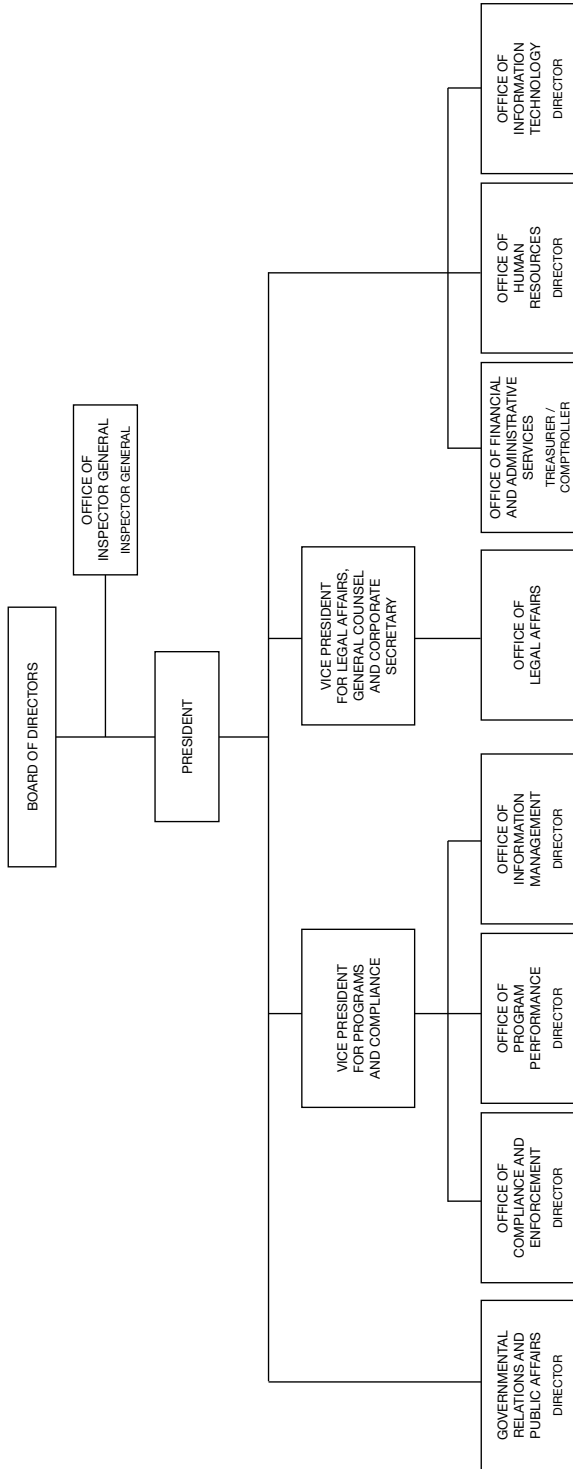 BOARD OF DIRECTORS
OFFICE OF
INSPECTOR GENERAL
INSPECTOR GENERAL
PRESIDENT
VICE PRESIDENT
FOR PROGRAMS
AND COMPLIANCE
VICE PRESIDENT
FOR LEGAL AFFAIRS,
GENERAL COUNSEL
AND CORPORATE
SECRETARY
GOVERNMENTAL
RELATIONS AND
PUBLIC AFFAIRS
DIRECTOR
OFFICE OF
COMPLIANCE AND
ENFORCEMENT
DIRECTOR
OFFICE OF
PROGRAM
PERFORMANCE
DIRECTOR
OFFICE OF
INFORMATION
MANAGEMENT
DIRECTOR
OFFICE OF
LEGAL AFFAIRS
OFFICE OF FINANCIAL
AND ADMINISTRATIVE
SERVICES
TREASURER /
COMPTROLLER
OFFICE OF
HUMAN
RESOURCES
DIRECTOR
OFFICE OF
INFORMATION
TECHNOLOGY
DIRECTOR